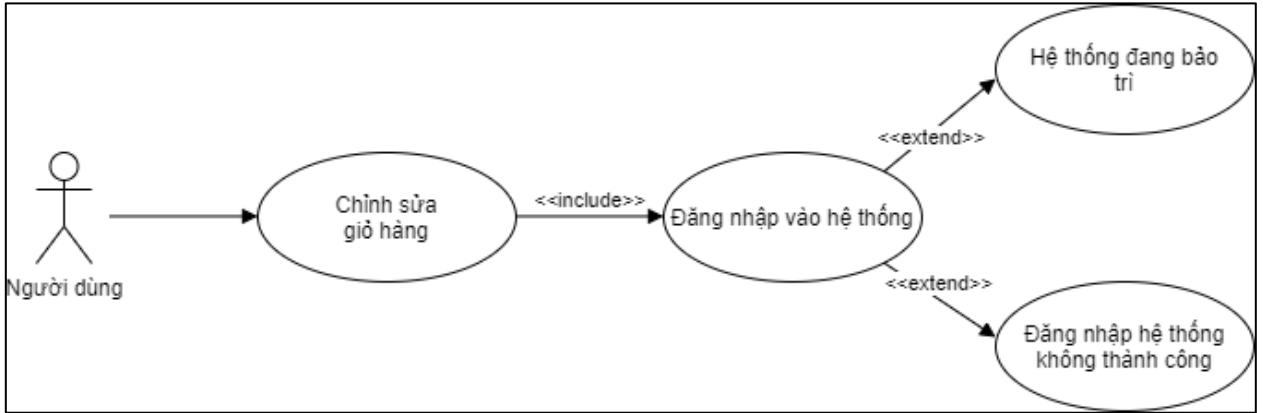 Hệ thống đang bảo
trì
<<extend>>
Chỉnh sửa
giỏ hàng
<<include>>
Đăng nhập vào hệ thống
Người dùng
<<extend>>
Đăng nhập hệ thống
không thành công